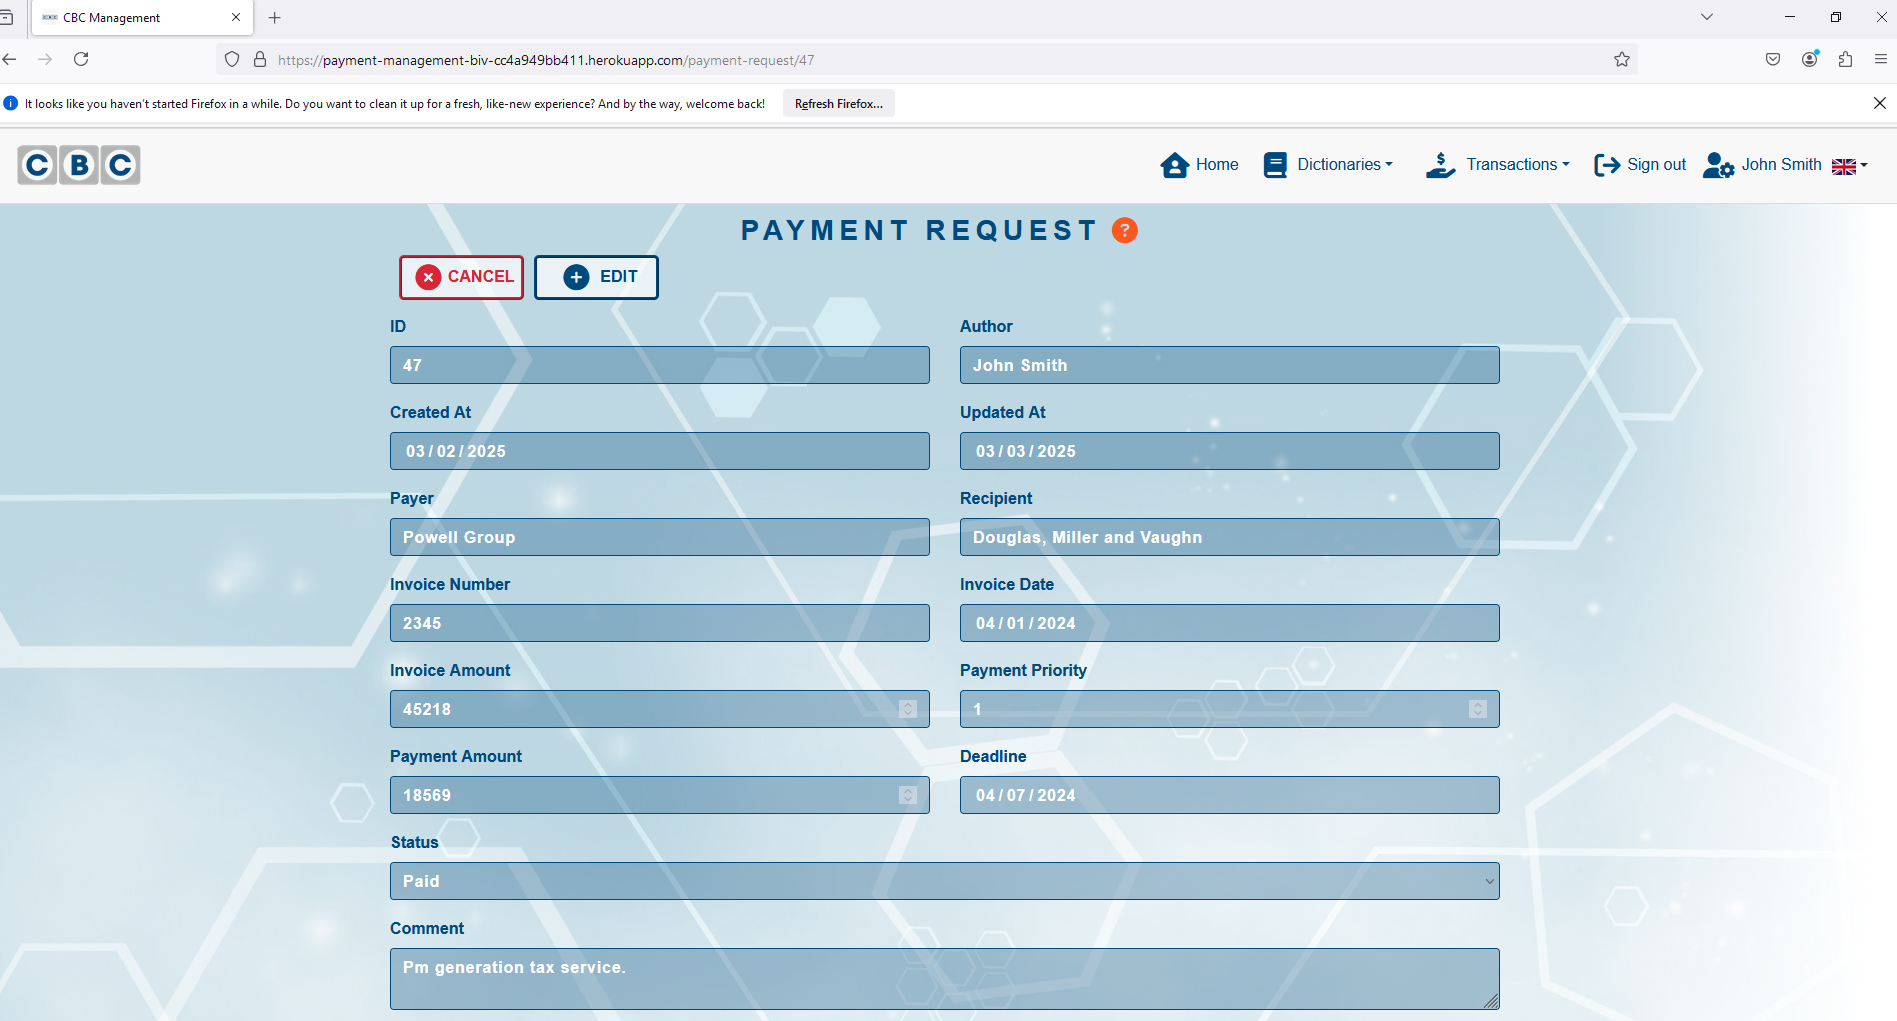 CBC Management
https://payment-management-biv-cc4a949bb411.herokuapp.com/payment-request/47
It looks like you haven't started Firefox in a while. Do you want to clean it up for a fresh, like-new experience? And by the way, welcome back! Refresh Firefox...
CBC Home Dictionaries Transactions Sign out John Smith
PAYMENT REQUEST ?
CANCEL EDIT
ID Author
47 John Smith
Created At Updated At
03/02/2025 03/03/2025
Payer Recipient
Powell Group Douglas, Miller and Vaughn
Invoice Number Invoice Date
2345 04/01/2024
Invoice Amount Payment Priority
45218 1
Payment Amount Deadline
18569 04/07/2024
Status
Paid
Comment
Pm generation tax service.